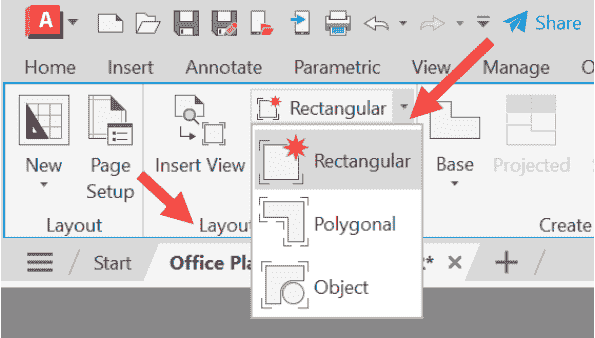 A
Share
Home Insert Annotate Parametric View Manage
Rectangular
New Page Setup Insert View
Rectangular
Base Projected
Polygonal
Layout Layou Create
Object
Start Office Pla 2* ×